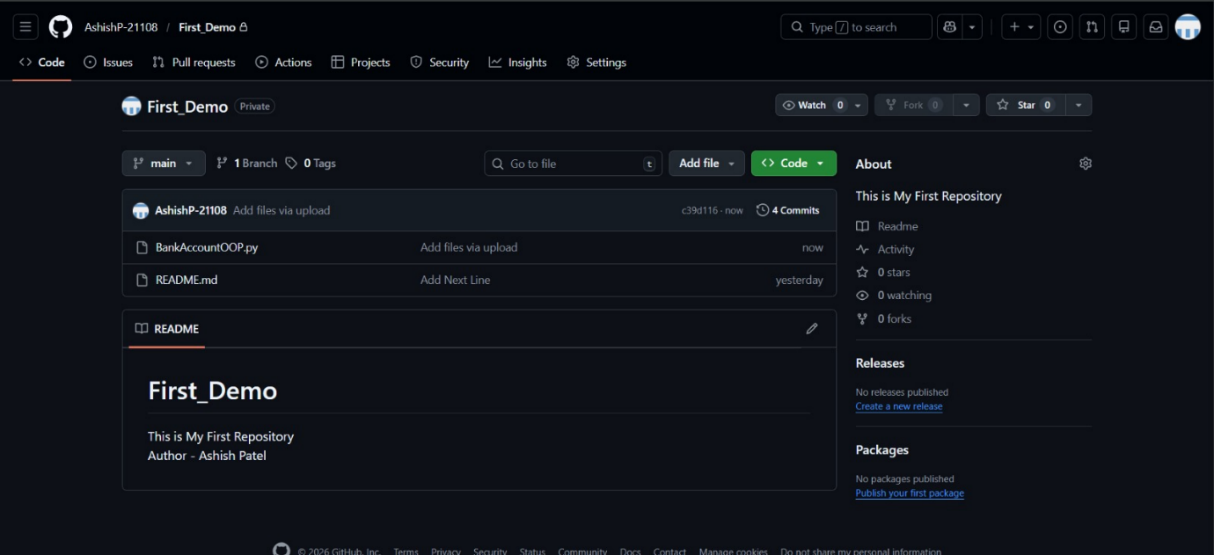 AshishP-21108 / First_Demo
Type / to search
Code Issues Pull requests Actions Projects Security Insights Settings
First_Demo Private
Watch 0 Fork 0 Star 0
main 1 Branch 0 Tags Go to file t Add file Code
AshishP-21108 Add files via upload c39d116 · now 4 Commits
BankAccountOOP.py Add files via upload now
README.md Add Next Line yesterday
README
First_Demo
This is My First Repository
Author - Ashish Patel
About
This is My First Repository
Readme
Activity
0 stars
0 watching
0 forks
Releases
No releases published
Create a new release
Packages
No packages published
Publish your first package
© 2026 GitHub, Inc. Terms Privacy Security Status Community Docs Contact Manage cookies Do not share my personal information